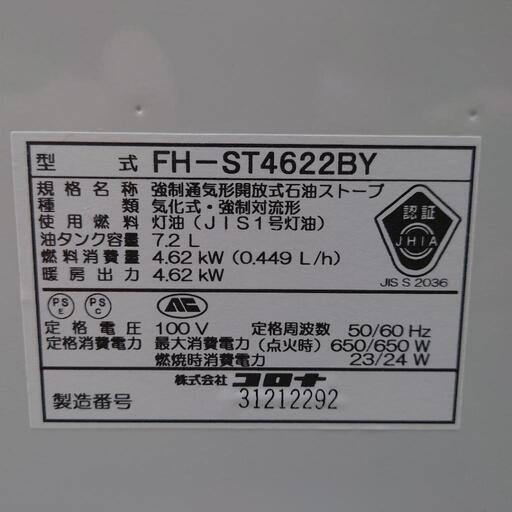 型 式 FH-ST4622BY
規格名称 強制通気形開放式石油ストーブ
種 類 気化式・強制対流形
使用燃料 灯油（JIS1号灯油）
油タンク容量 7.2 L
燃料消費量 4.62 kW (0.449 L/h)
暖房出力 4.62 kW
認証
JHIA
JIS S 2036
PS E
PS C
定格電圧 100 V 定格周波数 50/60 Hz
定格消費電力 最大消費電力（点火時）650/650 W
燃焼時消費電力 23/24 W
株式会社 コロナ
製造番号 31212292